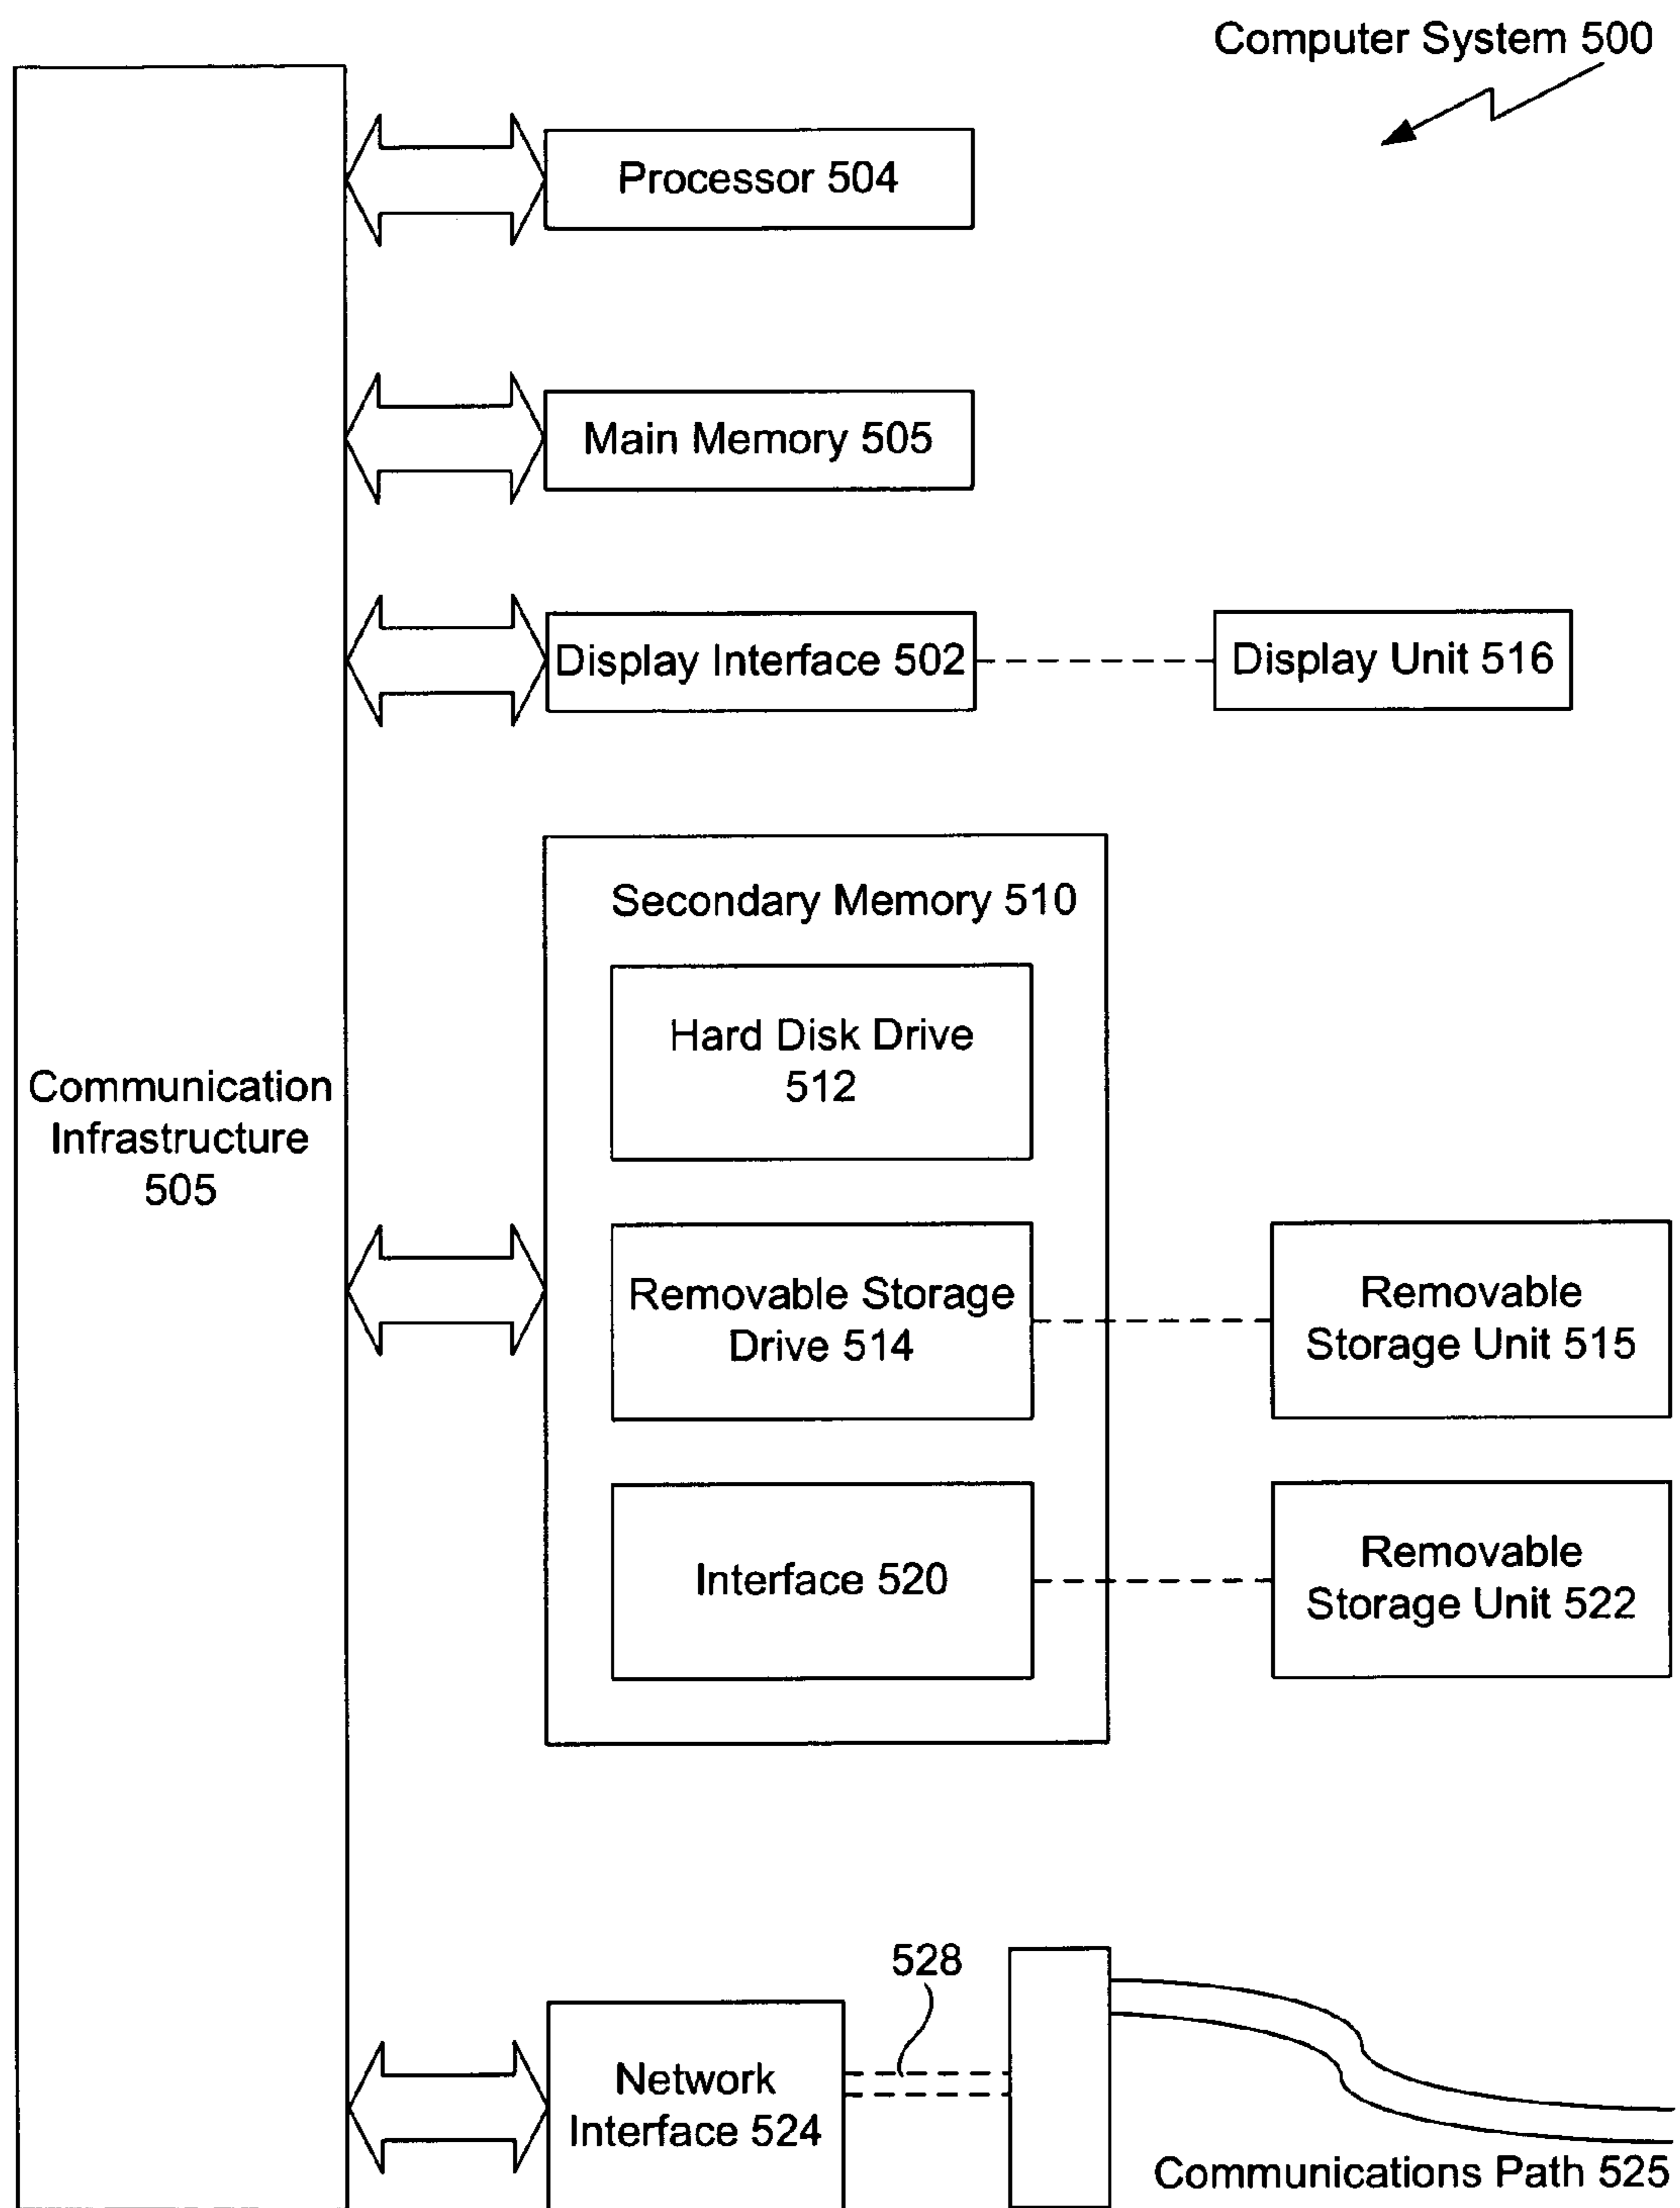 Computer System 500
Processor 504
Main Memory 505
Display Interface 502
Display Unit 516
Secondary Memory 510
Hard Disk Drive
512
Communication
Infrastructure
505
Removable Storage
Drive 514
Removable
Storage Unit 515
Interface 520
Removable
Storage Unit 522
528
Network
Interface 524
Communications Path 525